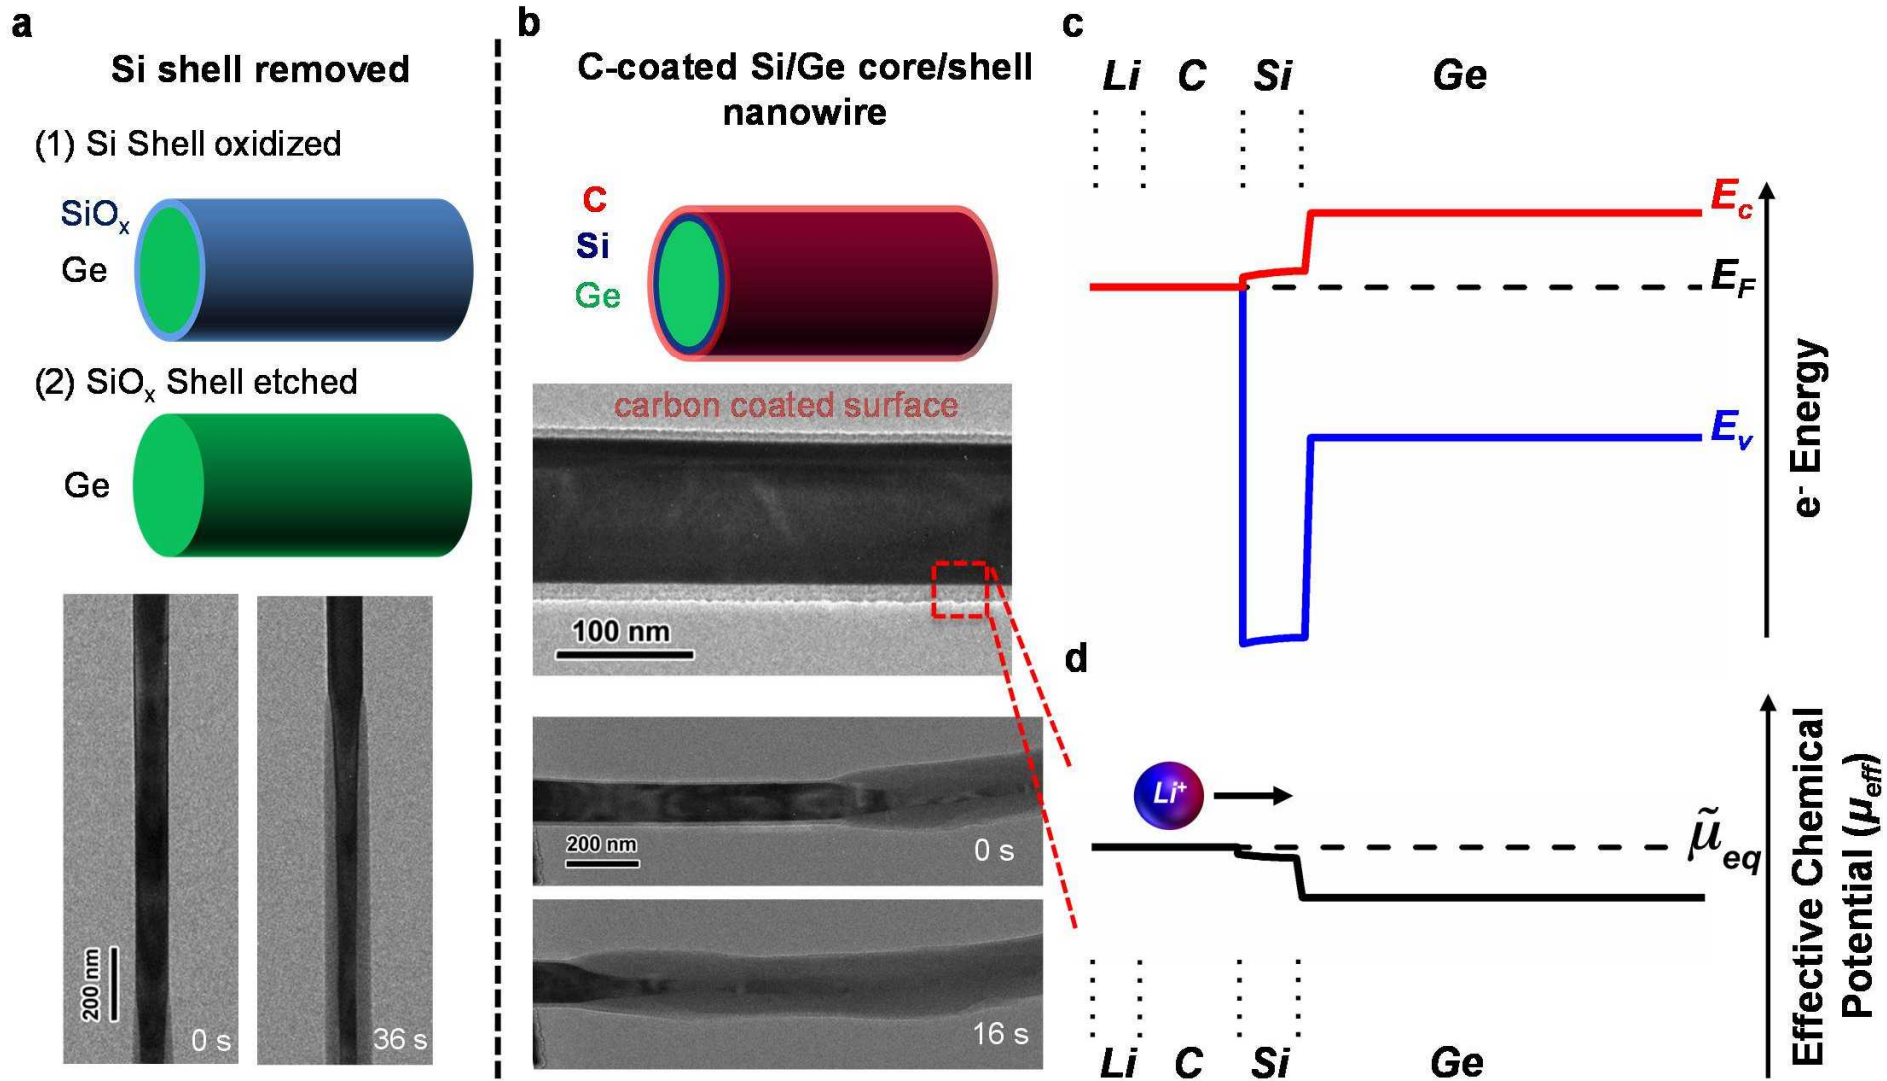 a
Si shell removed
(1) Si Shell oxidized
SiOx
Ge
(2) SiOx Shell etched
Ge
200 nm
0 s
36 s
b
C-coated Si/Ge core/shell
nanowire
C
Si
Ge
carbon coated surface
100 nm
200 nm
0 s
16 s
c
Li C Si Ge
Ec
EF
Ev
e- Energy
d
Li+
μ̃eq
Effective Chemical
Potential (μeff)
Li C Si Ge